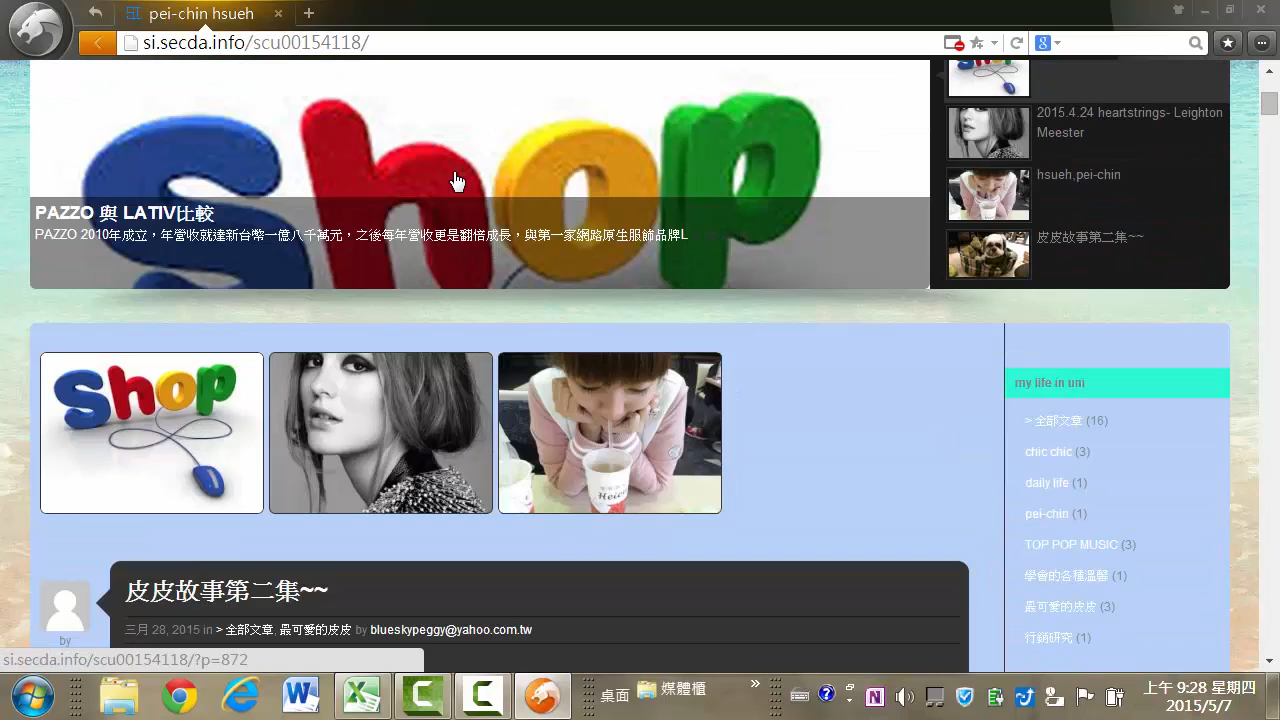 pei-chin hsueh
si.secda.info/scu00154118/
shop
PAZZO 與 LATIV比較
PAZZO 2010年成立，年營收就達新台幣一億八千萬元，之後每年營收更是翻倍成長，與第一家網路原生服飾品牌L
2015.4.24 heartstrings- Leighton
Meester
hsueh,pei-chin
皮皮故事第二集~~
shop
my life in uni
> 全部文章 (16)
chic chic (3)
daily life (1)
pei-chin (1)
TOP POP MUSIC (3)
學會的各種溫馨 (1)
最可愛的皮皮 (3)
行銷研究 (1)
皮皮故事第二集~~
三月 28, 2015 in > 全部文章, 最可愛的皮皮 by blueskypeggy@yahoo.com.tw
by
si.secda.info/scu00154118/?p=872
桌面
媒體櫃
上午 9:28 星期四
2015/5/7